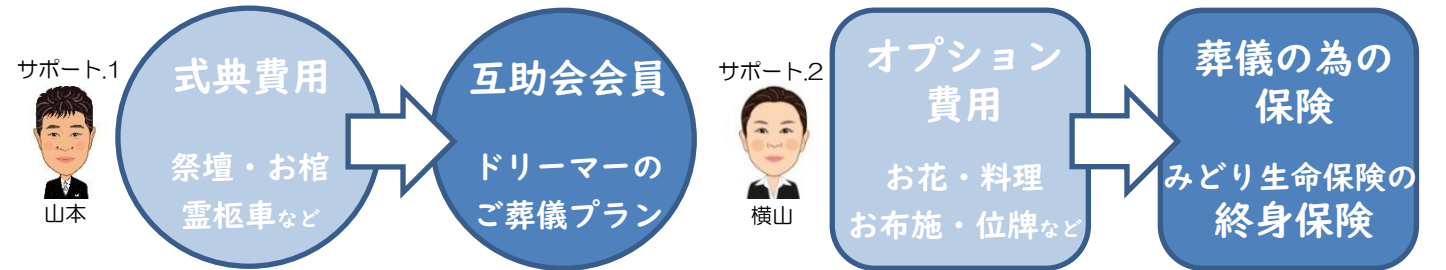 サポート.1
山本
式典費用
祭壇・お棺
霊柩車など
互助会会員
ドリーマーの
ご葬儀プラン
サポート.2
横山
オプション
費用
お花・料理
お布施・位牌など
葬儀の為の
保険
みどり生命保険の
終身保険